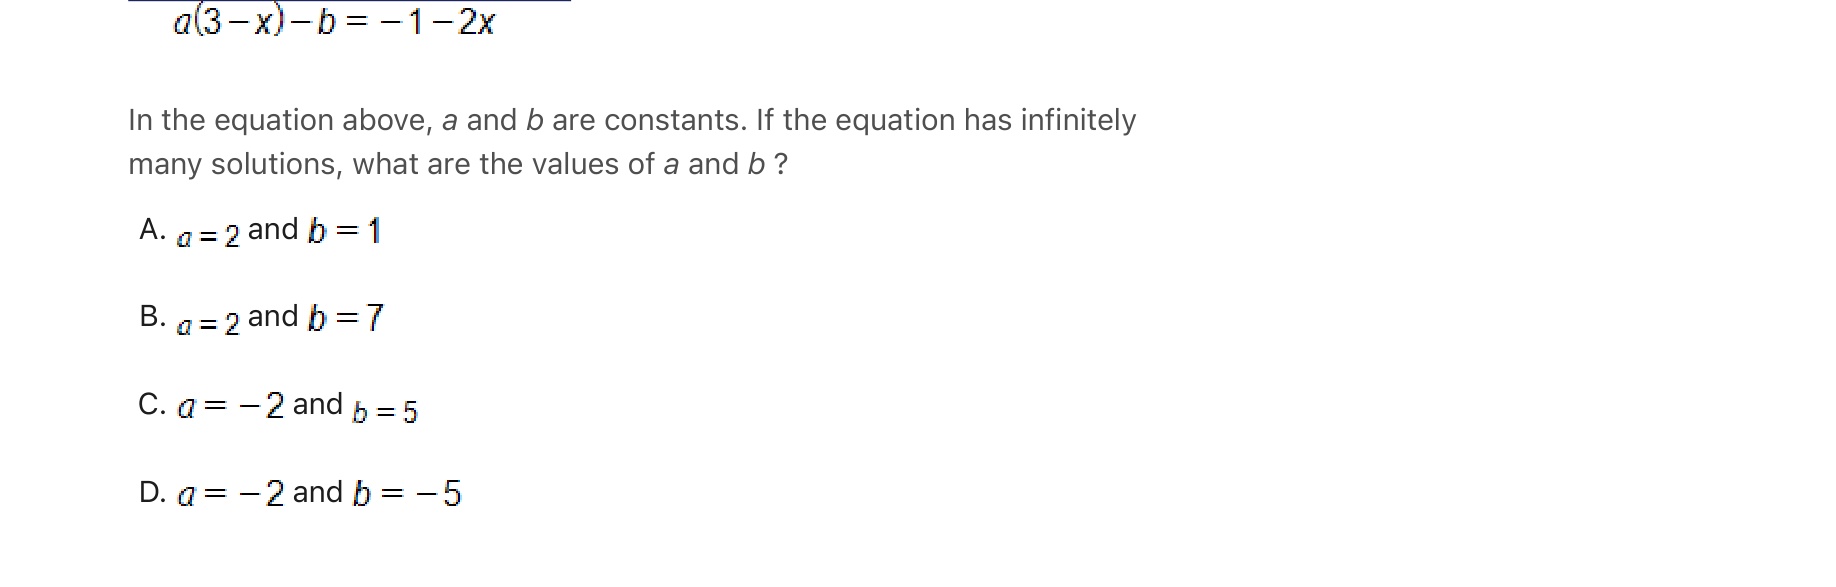 a(3−x)−b = −1−2x
In the equation above, a and b are constants. If the equation has infinitely
many solutions, what are the values of a and b ?
A. a = 2 and b = 1
B. a = 2 and b = 7
C. a = −2 and b = 5
D. a = −2 and b = −5